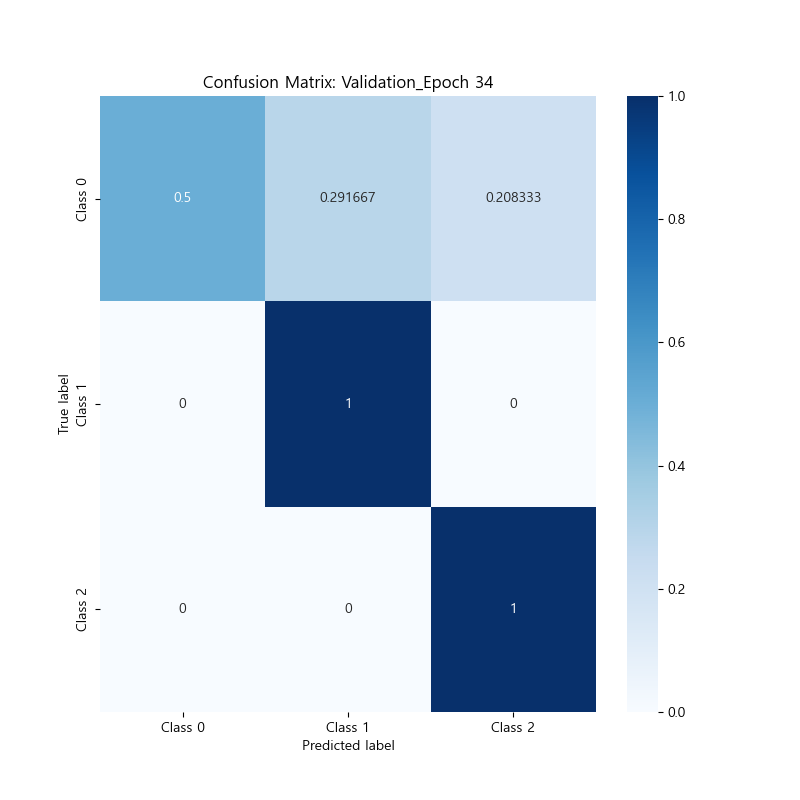 Confusion Matrix: Validation_Epoch 34
True label
Class 0
Class 1
Class 2
0.5 0.291667 0.208333
0 1 0
0 0 1
Class 0 Class 1 Class 2
Predicted label
1.0
0.8
0.6
0.4
0.2
0.0